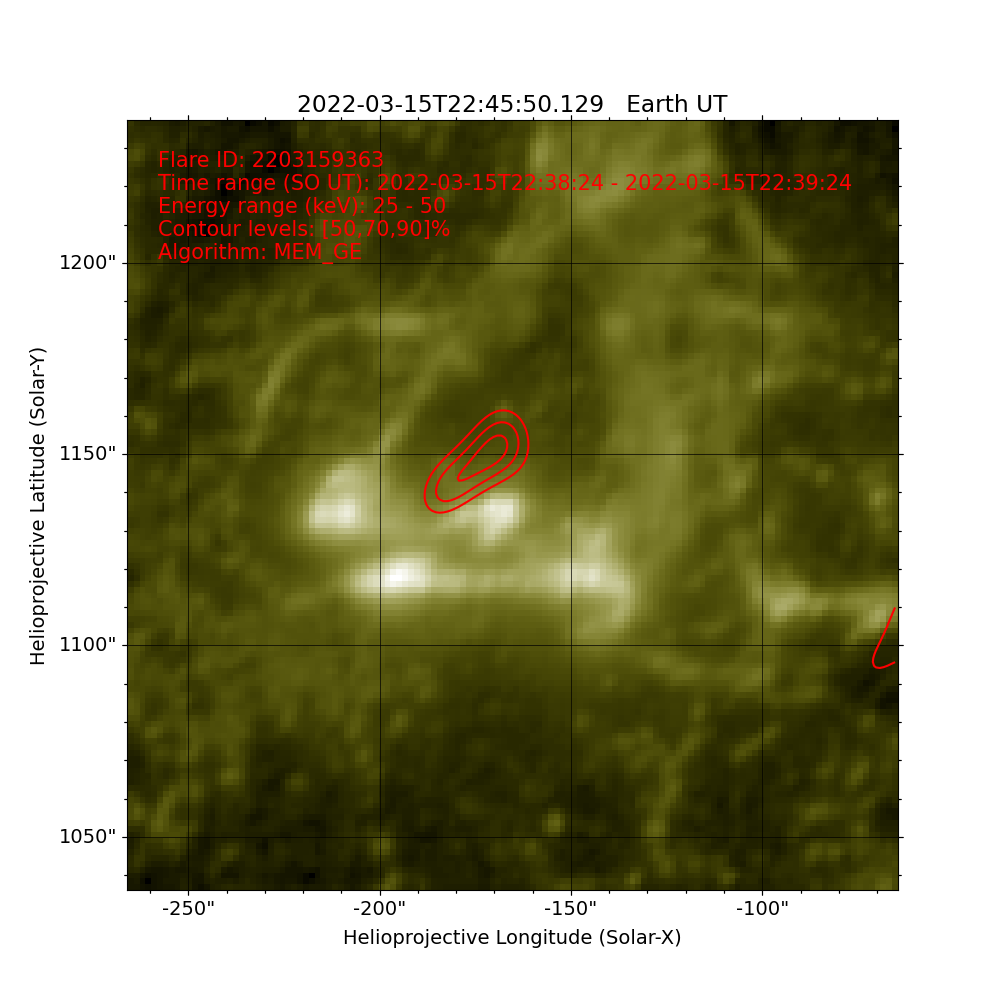 2022-03-15T22:45:50.129   Earth UT
Flare ID: 2203159363
Time range (SO UT): 2022-03-15T22:38:24 - 2022-03-15T22:39:24
Energy range (keV): 25 - 50
Contour levels: [50,70,90]%
Algorithm: MEM_GE
1200"
1150"
1100"
1050"
Helioprojective Latitude (Solar-Y)
-250"
-200"
-150"
-100"
Helioprojective Longitude (Solar-X)